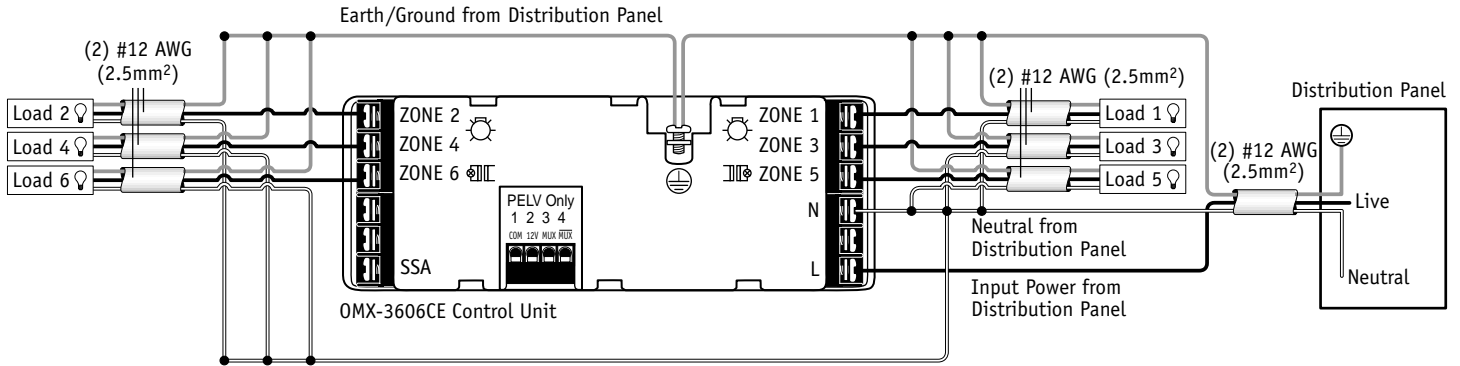 Earth/Ground from Distribution Panel
(2) #12 AWG
(2.5mm²)
Load 2
Load 4
Load 6
ZONE 2
ZONE 4
ZONE 6
SSA
PELV Only
1 2 3 4
COM 12V MUX MUX
ZONE 1
ZONE 3
ZONE 5
N
L
OMX-3606CE Control Unit
(2) #12 AWG (2.5mm²)
Load 1
Load 3
Load 5
Neutral from
Distribution Panel
Input Power from
Distribution Panel
(2) #12 AWG
(2.5mm²)
Distribution Panel
Live
Neutral